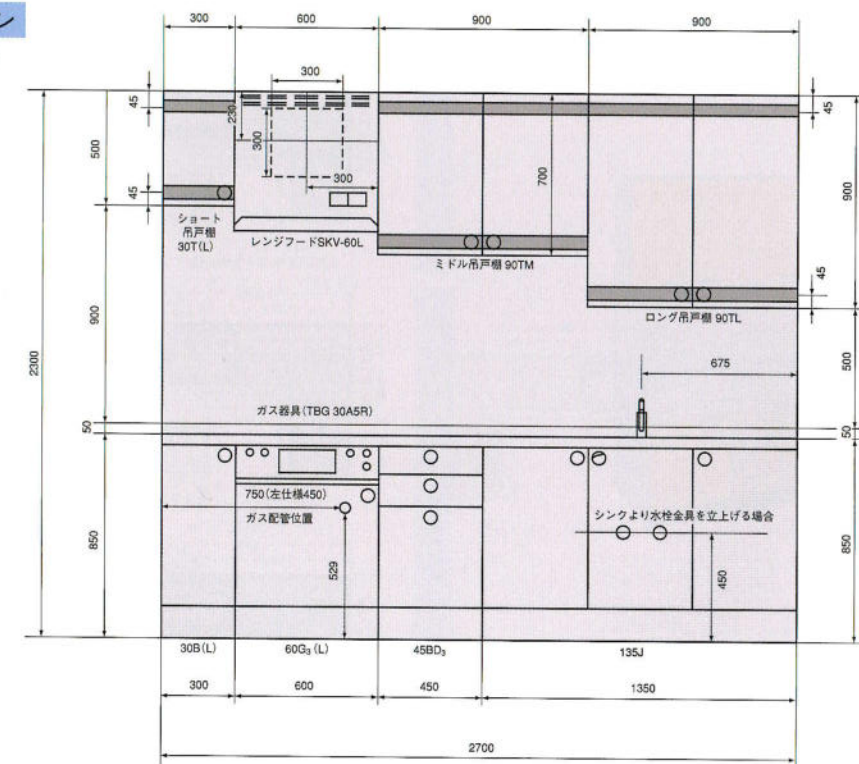 ン
300
600
900
900
300
45
230
300
300
500
45
700
45
900
45
ショート
吊戸棚
30T(L)
レンジフードSKV-60L
ミドル吊戸棚 90TM
ロング吊戸棚 90TL
2300
900
500
675
ガス器具(TBG 30A5R)
50
50
750(左仕様450)
ガス配管位置
シンクより水栓金具を立上げる場合
850
529
450
850
30B(L)
60G₃(L)
45BD₃
135J
300
600
450
1350
2700